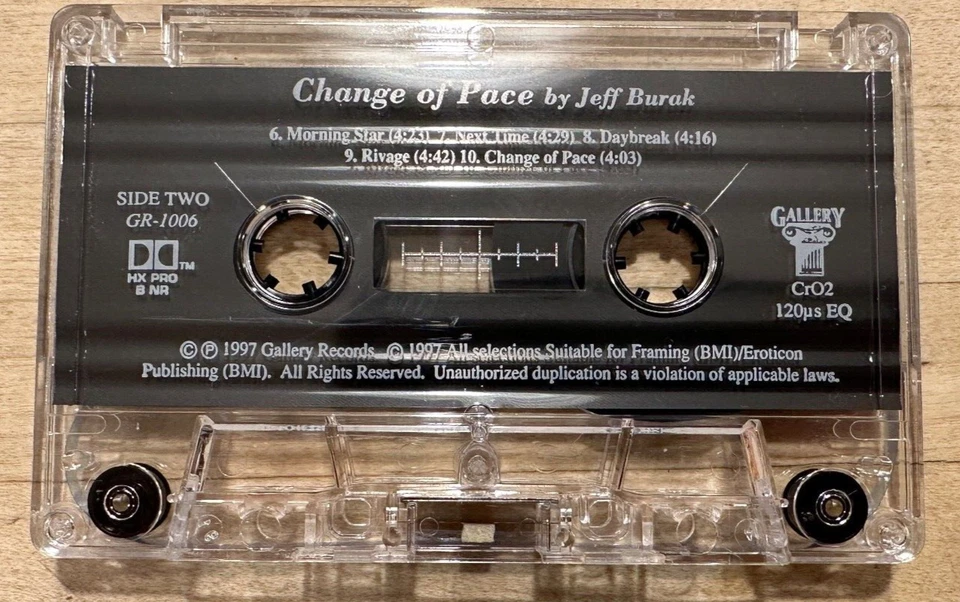 Change of Pace by Jeff Burak
6. Morning Star (4:23) 7. Next Time (4:29) 8. Daybreak (4:16)
9. Rivage (4:42) 10. Change of Pace (4:03)
SIDE TWO
GR-1006
TM
HX PRO
B NR
GALLERY
CrO2
120µs EQ
©℗ 1997 Gallery Records © 1997 All selections Suitable for Framing (BMI)/Eroticon
Publishing (BMI). All Rights Reserved. Unauthorized duplication is a violation of applicable laws.